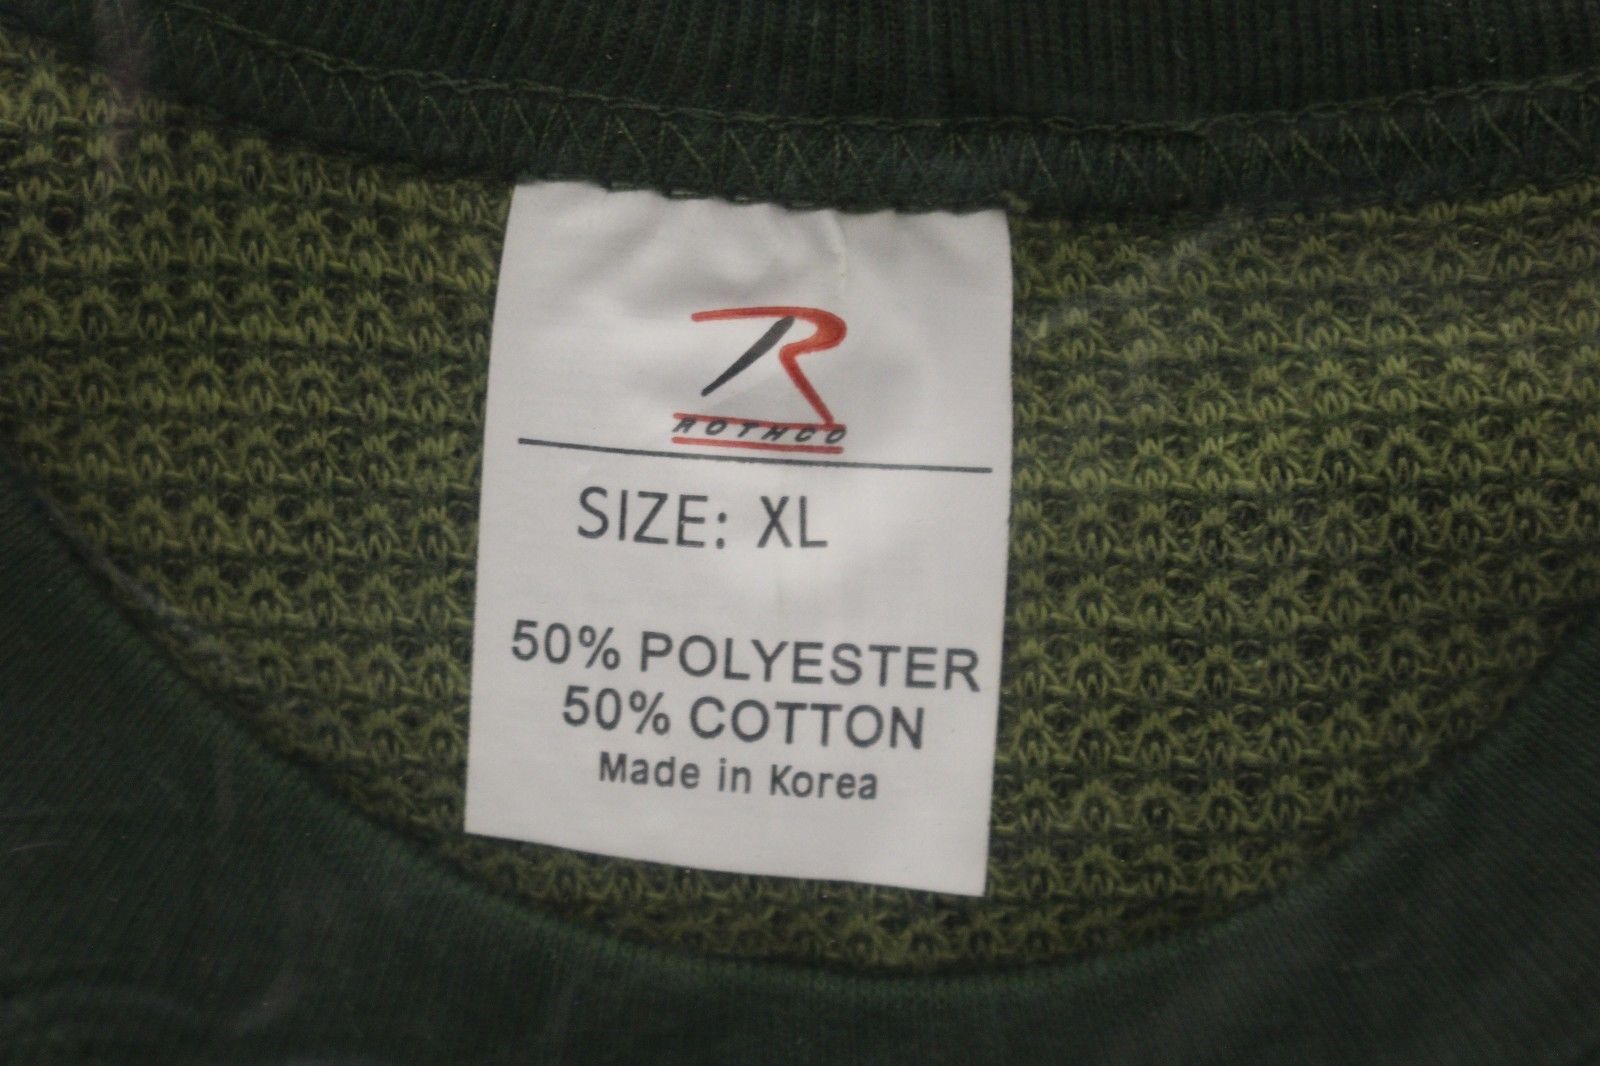 R
ROTHCO
SIZE: XL
50% POLYESTER
50% COTTON
Made in Korea